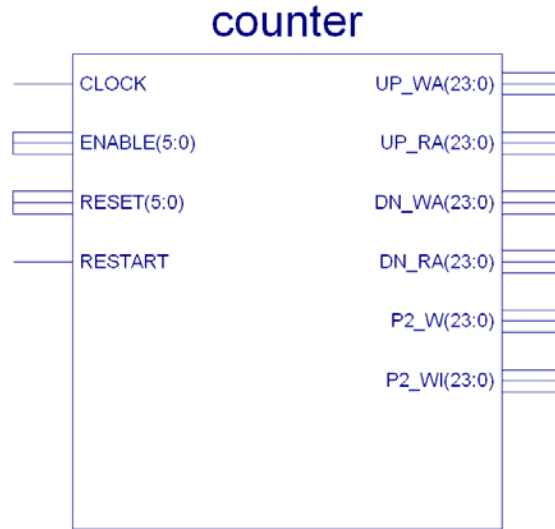 counter
CLOCK UP_WA(23:0)
ENABLE(5:0) UP_RA(23:0)
RESET(5:0) DN_WA(23:0)
RESTART DN_RA(23:0)
P2_W(23:0)
P2_WI(23:0)